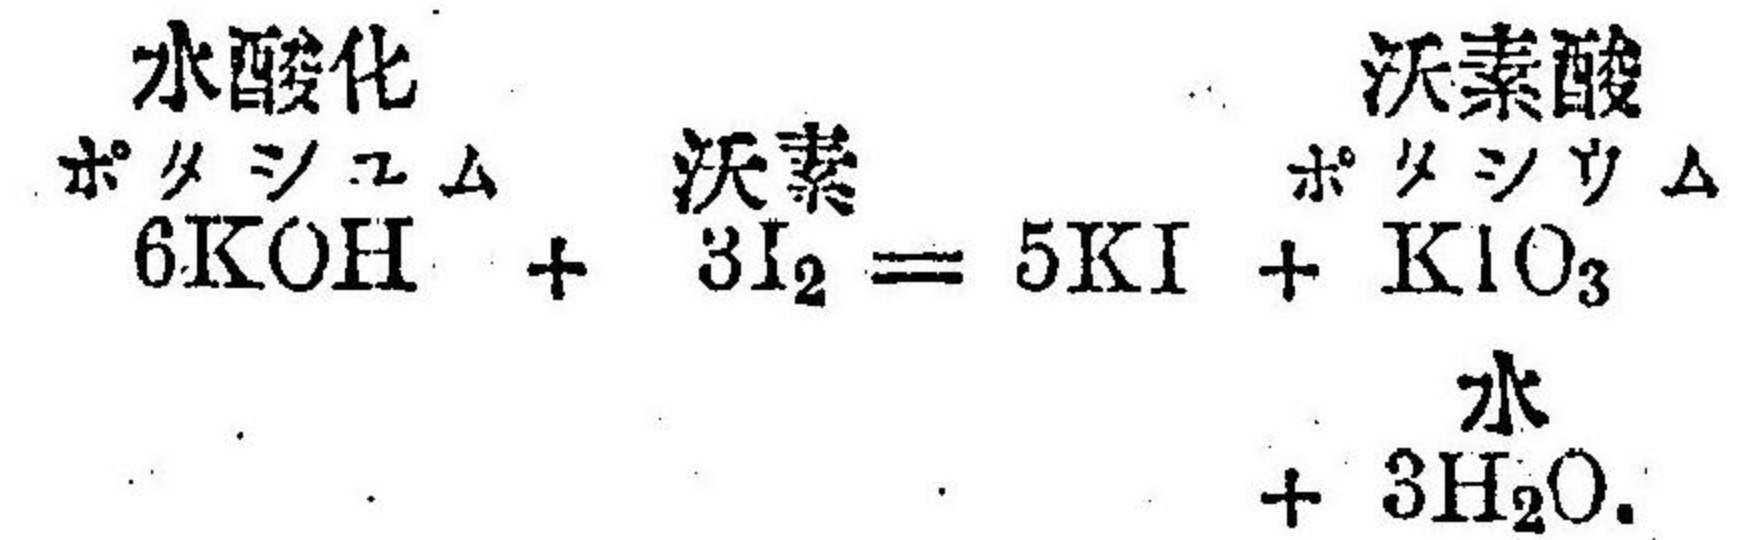 水酸化 沃素酸
ポタシユム 沃素 ポタシウム
6KOH + 3I₂ = 5KI + KIO₃
水
+ 3H₂O.